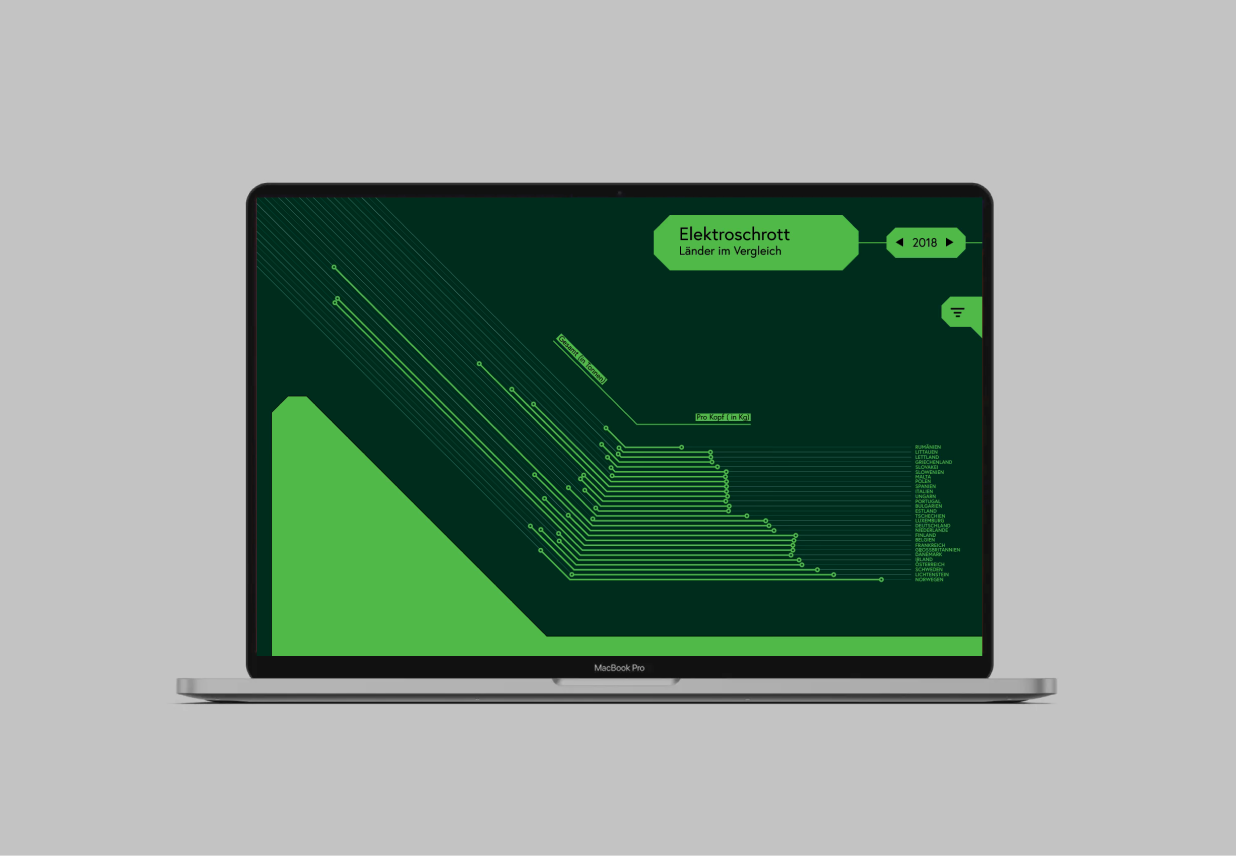 Elektroschrott
Länder im Vergleich
2018
Gesamt (in Tonnen)
Pro Kopf ( in Kg)
RUMÄNIEN
LITTAUEN
LETTLAND
GRIECHENLAND
SLOVAKEI
SLOWENIEN
MALTA
POLEN
SPANIEN
ITALIEN
UNGARN
PORTUGAL
BULGARIEN
ESTLAND
TSCHECHIEN
LUXEMBURG
DEUTSCHLAND
NIEDERLANDE
FINLAND
BELGIEN
FRANKREICH
GROSSBRITANNIEN
DÄNEMARK
IRLAND
ÖSTERREICH
SCHWEDEN
LICHTENSTEIN
NORWEGEN
MacBook Pro